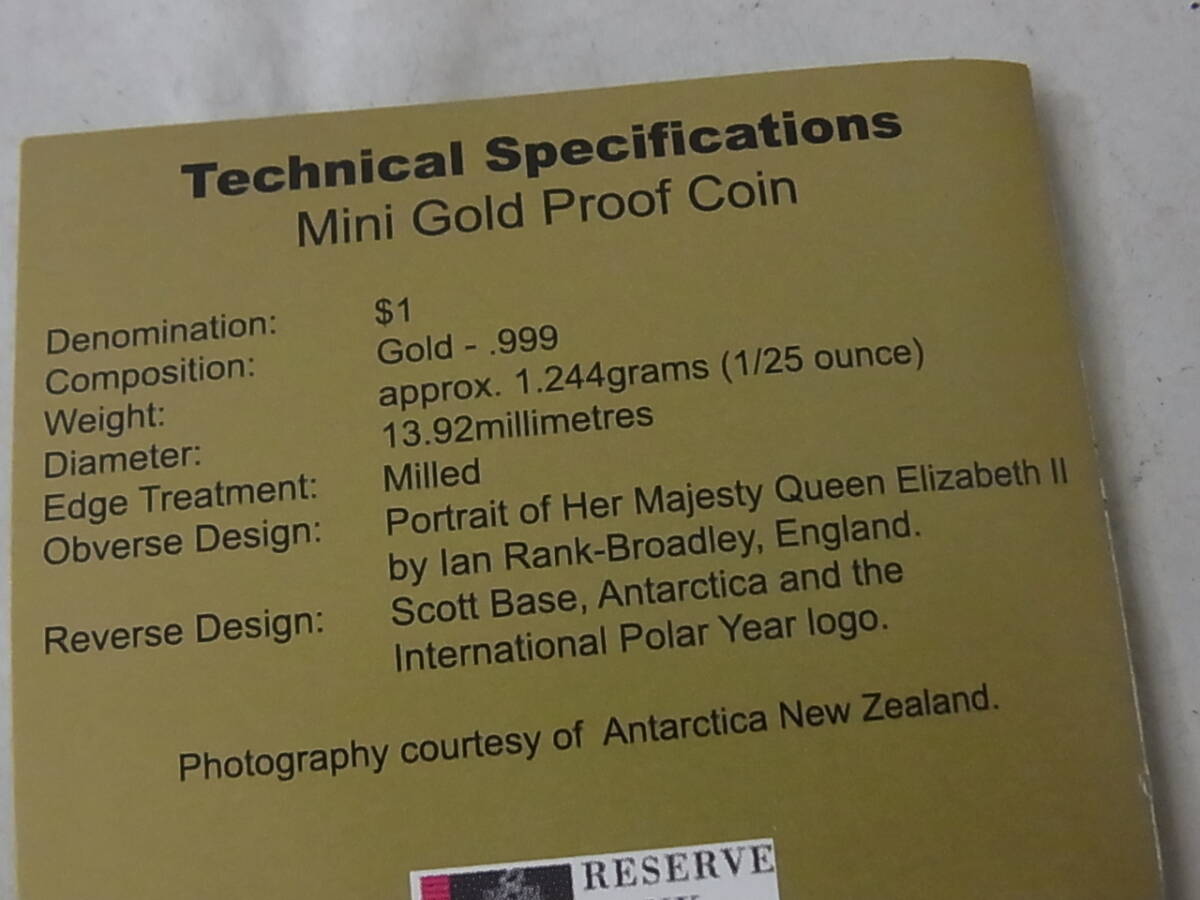 Technical Specifications
Mini Gold Proof Coin
Denomination: $1
Composition: Gold - .999
Weight: approx. 1.244grams (1/25 ounce)
Diameter: 13.92millimetres
Edge Treatment: Milled
Obverse Design: Portrait of Her Majesty Queen Elizabeth II
by Ian Rank-Broadley, England.
Reverse Design: Scott Base, Antarctica and the
International Polar Year logo.
Photography courtesy of Antarctica New Zealand.
RESERVE